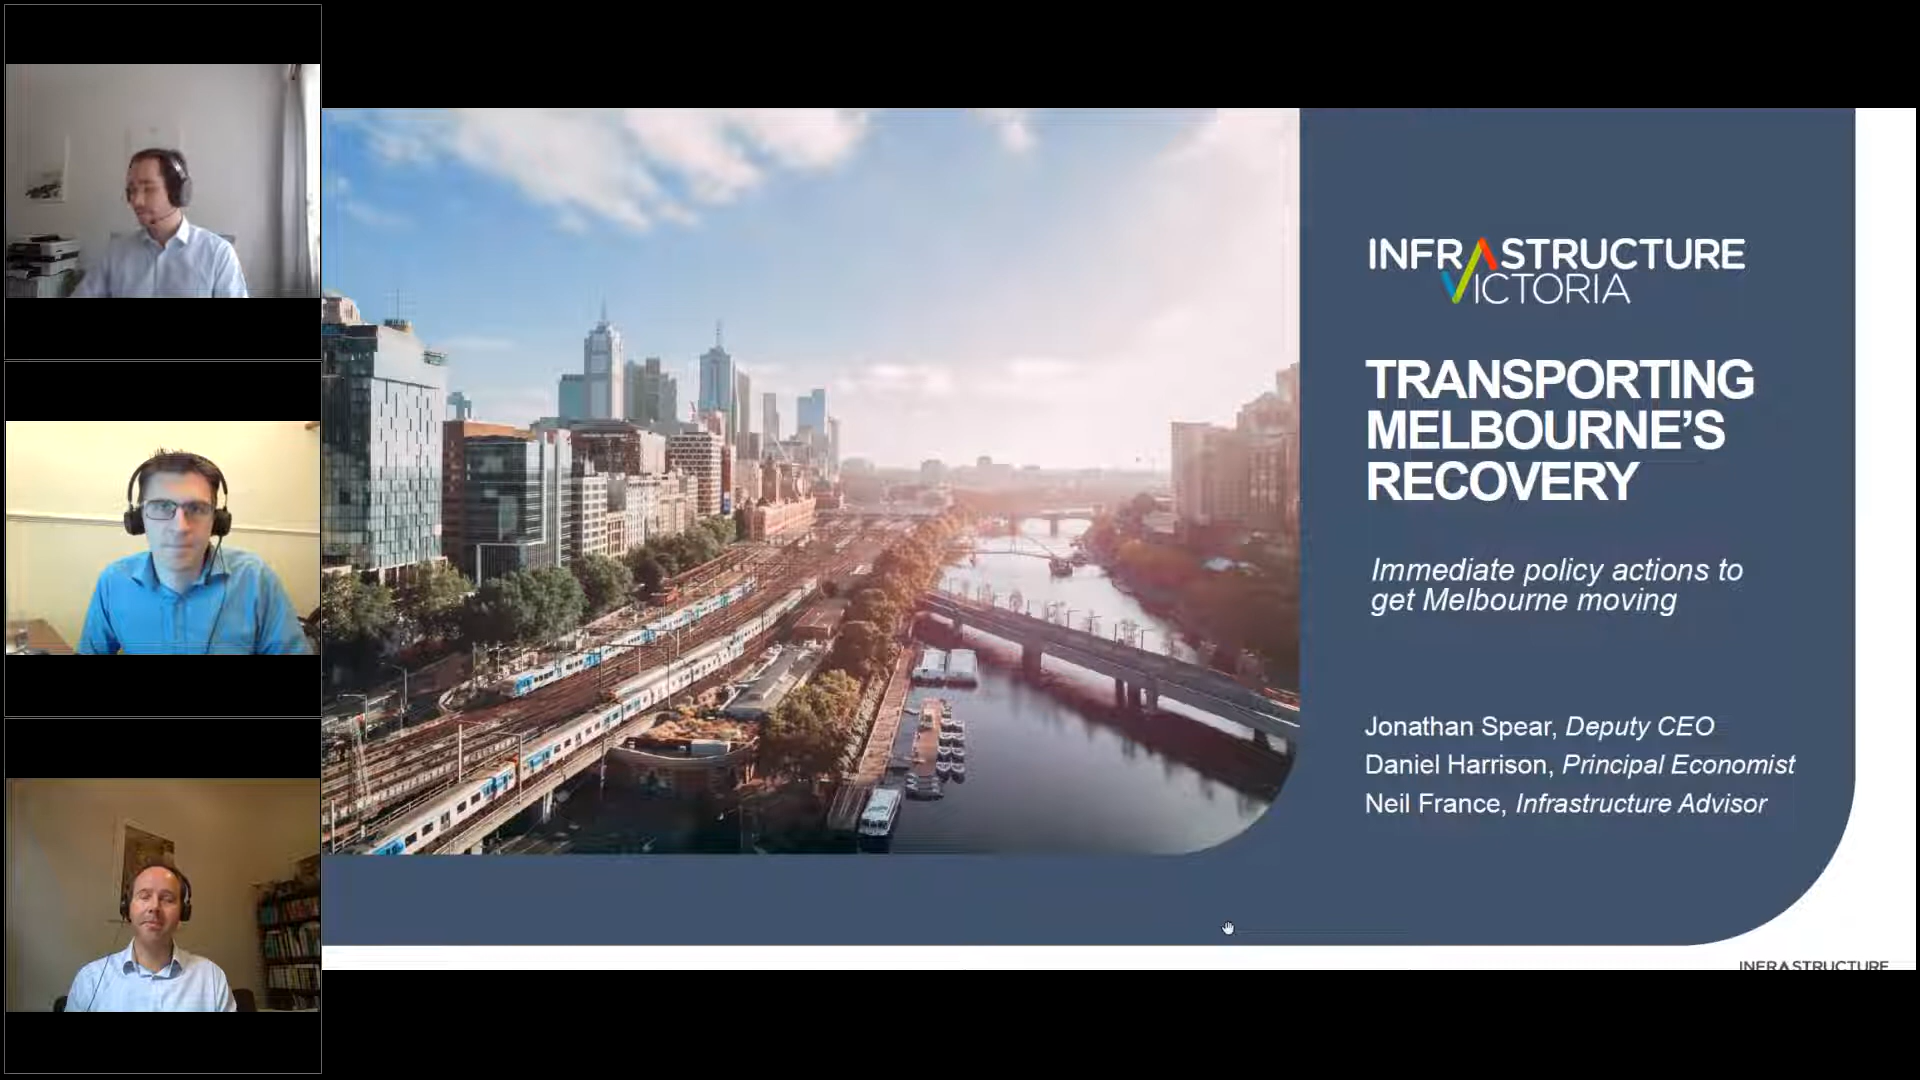 INFRASTRUCTURE
VICTORIA
TRANSPORTING
MELBOURNE'S
RECOVERY
Immediate policy actions to
get Melbourne moving
Jonathan Spear, Deputy CEO
Daniel Harrison, Principal Economist
Neil France, Infrastructure Advisor
INFRASTRUCTURE